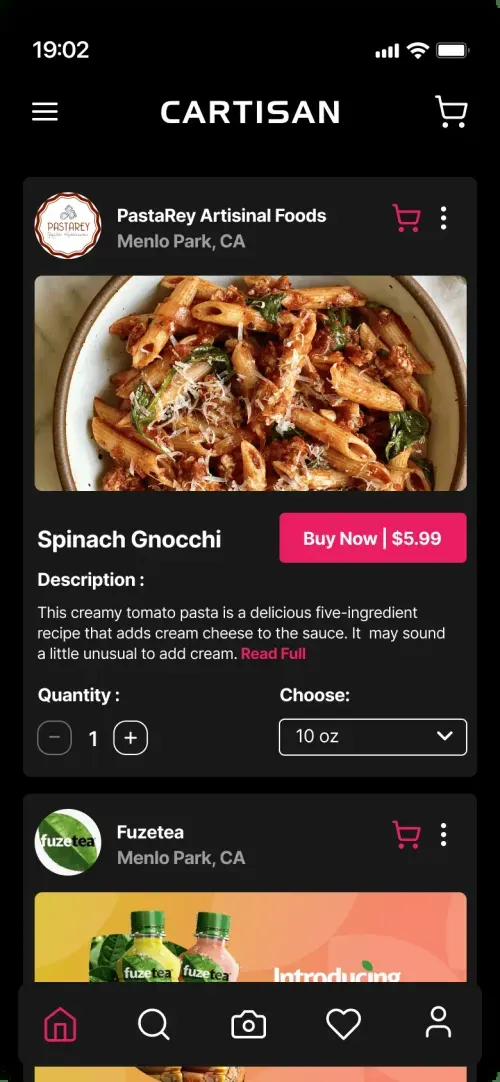 19:02
CARTISAN
PASTAREY
PastaRey Artisinal Foods
Menlo Park, CA
Spinach Gnocchi
Buy Now | $5.99
Description :
This creamy tomato pasta is a delicious five-ingredient
recipe that adds cream cheese to the sauce. It  may sound
a little unusual to add cream. Read Full
Quantity :
Choose:
1
10 oz
fuzetea
Fuzetea
Menlo Park, CA
fuzetea
fuzetea
Introducing